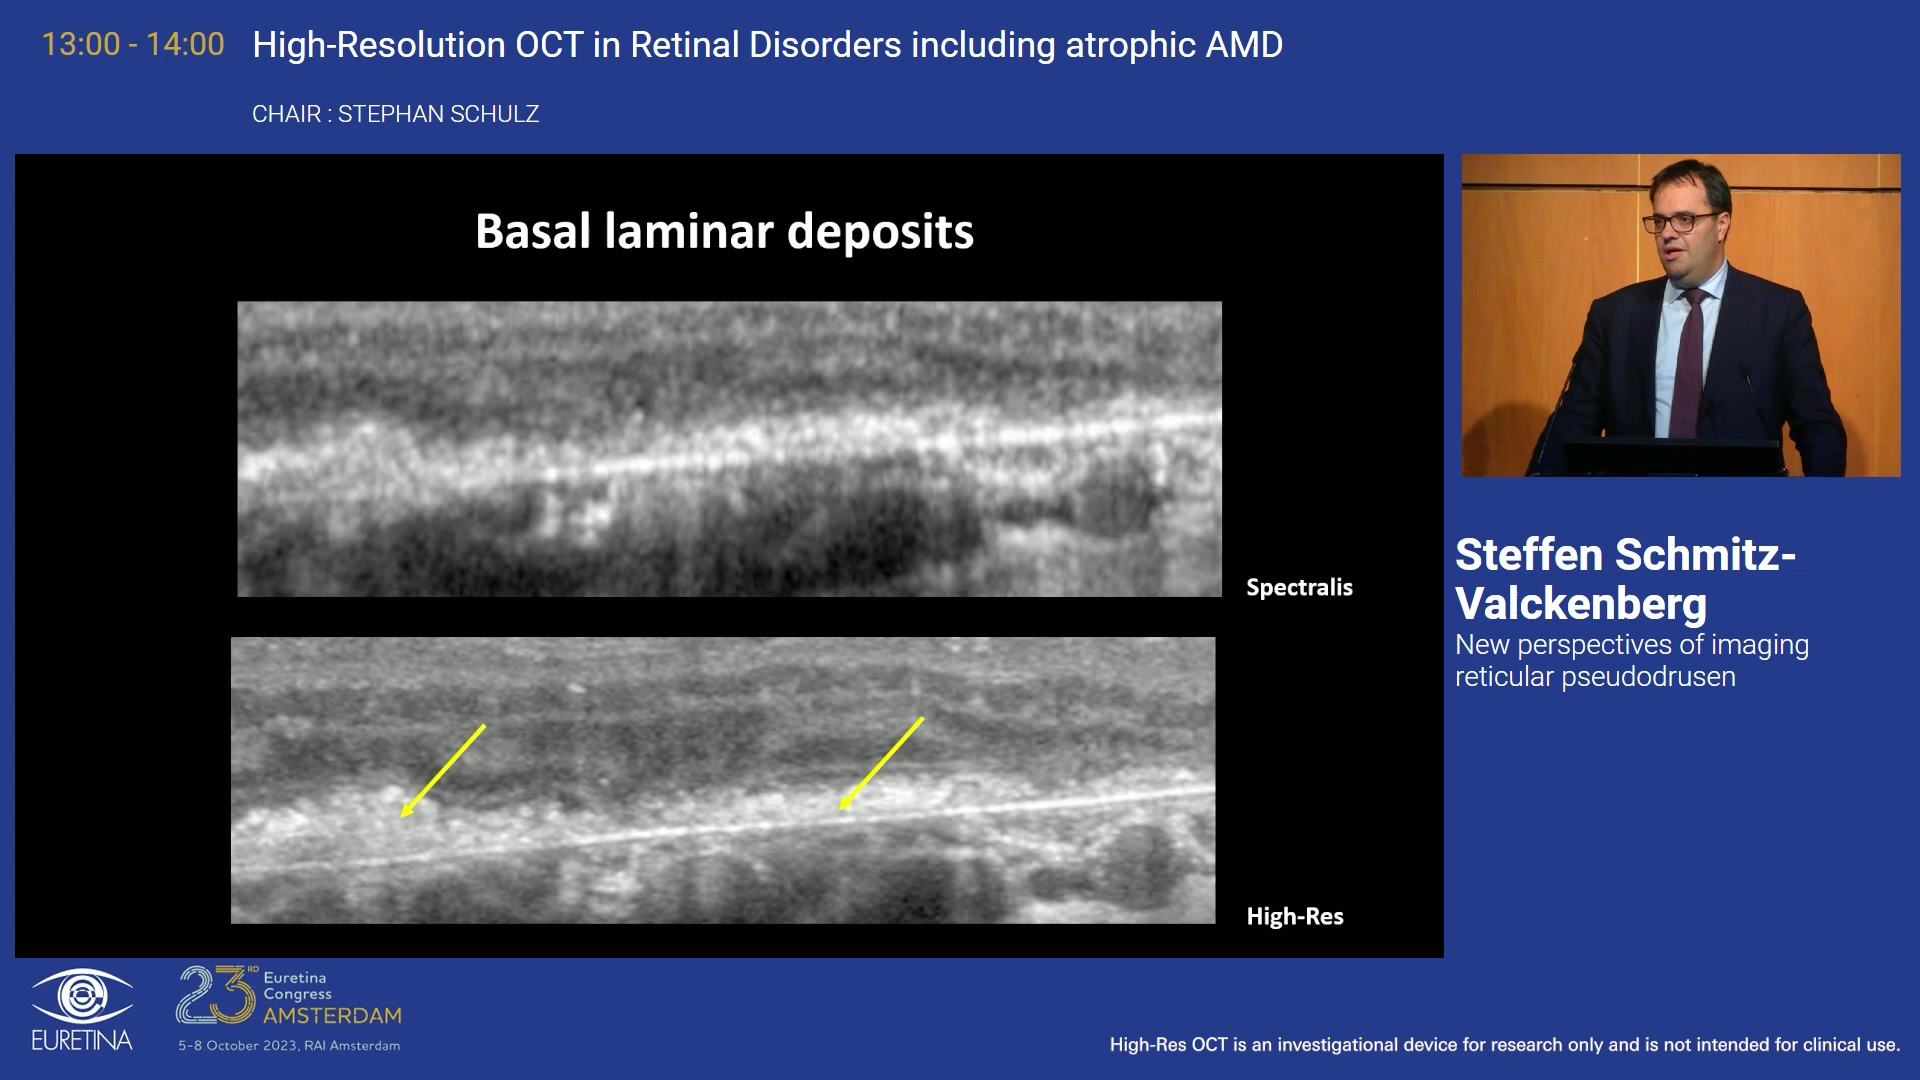 13:00 - 14:00 High-Resolution OCT in Retinal Disorders including atrophic AMD
CHAIR : STEPHAN SCHULZ
Basal laminar deposits
Spectralis
High-Res
Steffen Schmitz-
Valckenberg
New perspectives of imaging
reticular pseudodrusen
EURETINA
23RD Euretina
Congress
AMSTERDAM
5-8 October 2023, RAI Amsterdam
High-Res OCT is an investigational device for research only and is not intended for clinical use.